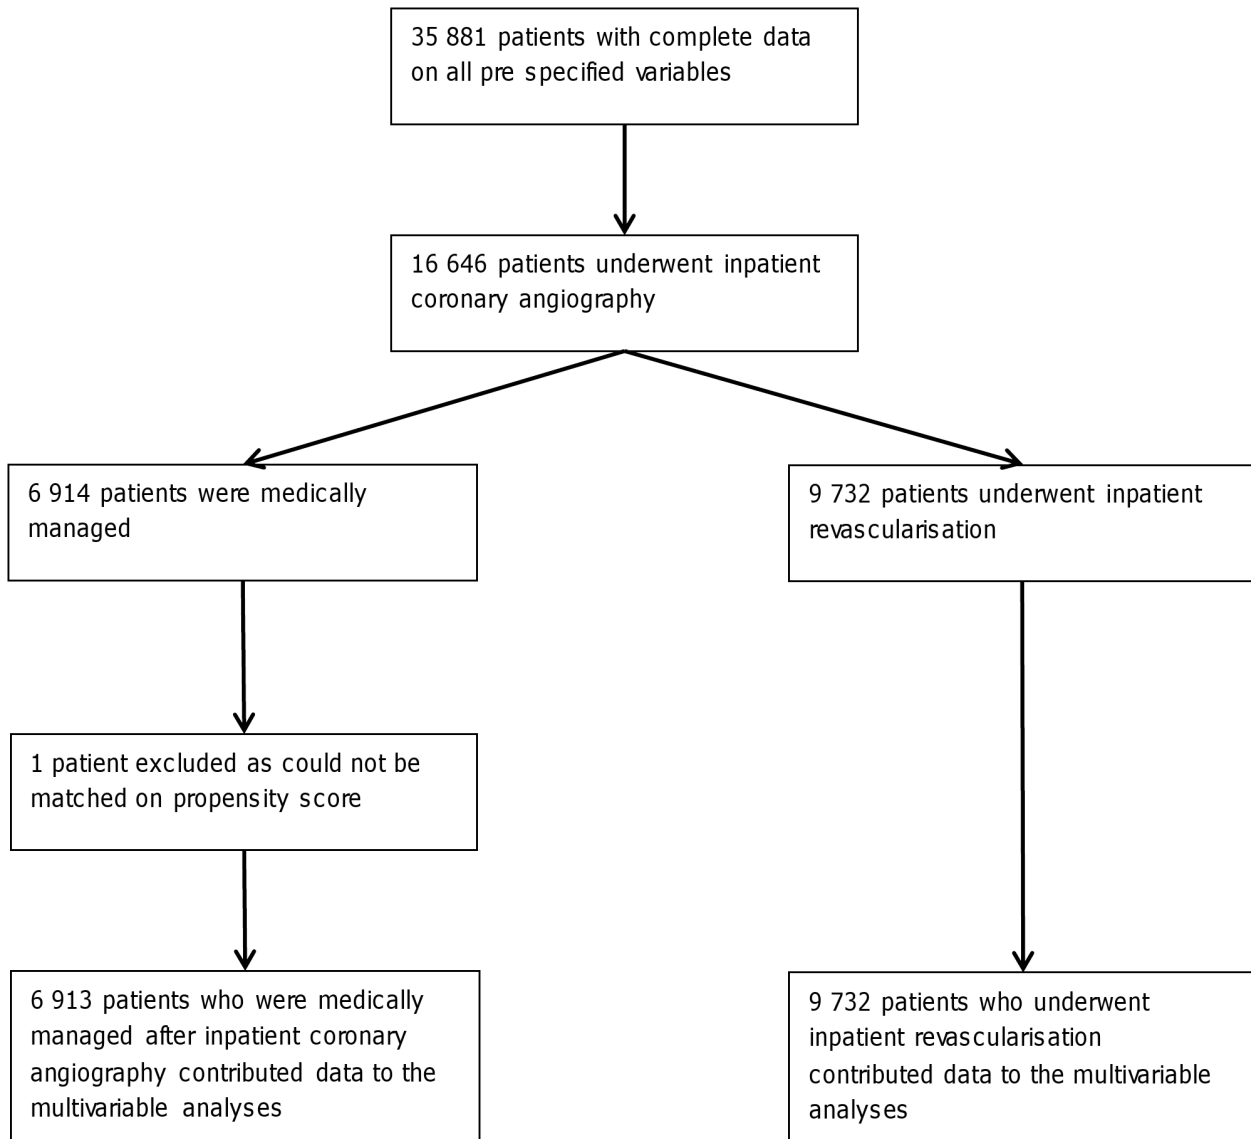 35 881 patients with complete data
on all pre specified variables
16 646 patients underwent inpatient
coronary angiography
6 914 patients were medically
managed
9 732 patients underwent inpatient
revascularisation
1 patient excluded as could not be
matched on propensity score
6 913 patients who were medically
managed after inpatient coronary
angiography contributed data to the
multivariable analyses
9 732 patients who underwent
inpatient revascularisation
contributed data to the multivariable
analyses